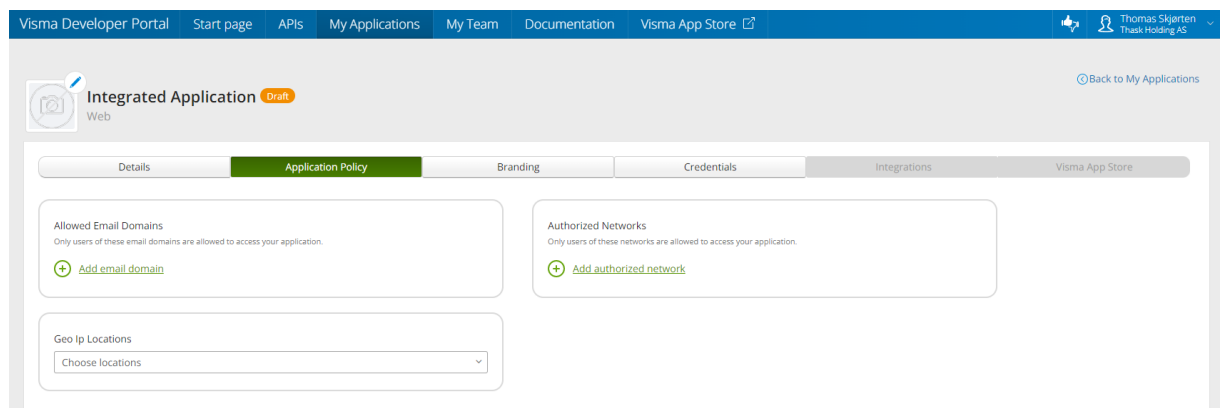 Visma Developer Portal Start page APIs My Applications My Team Documentation Visma App Store Thomas Skjørten
Thask Holding AS
Back to My Applications
Integrated Application Draft
Web
Details Application Policy Branding Credentials Integrations Visma App Store
Allowed Email Domains
Only users of these email domains are allowed to access your application.
Add email domain
Authorized Networks
Only users of these networks are allowed to access your application.
Add authorized network
Geo Ip Locations
Choose locations